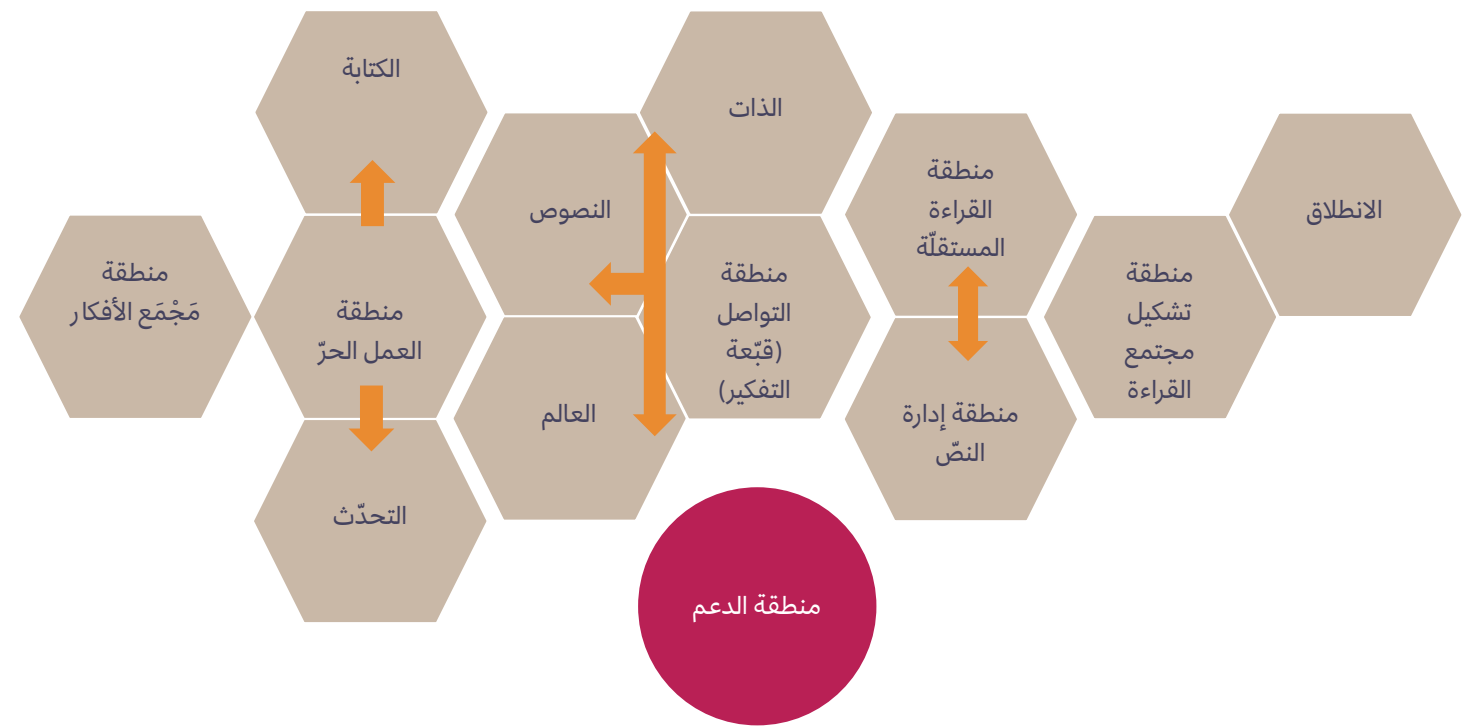 الانطلاق
منطقة
تشكيل
مجتمع
القراءة
منطقة
القراءة
المستقلّة
منطقة إدارة
النصّ
الذات
منطقة
التواصل
(قبّعة
التفكير)
النصوص
العالم
الكتابة
منطقة
العمل الحرّ
التحدّث
منطقة
مَجْمَع الأفكار
منطقة الدعم